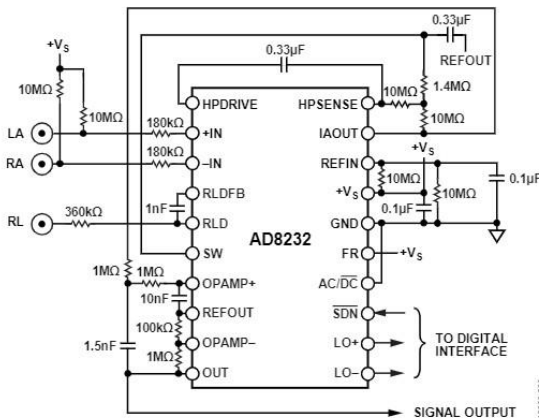 0.33µF
+VS
0.33µF
REFOUT
10MΩ
10MΩ
10MΩ
1.4MΩ
10MΩ
HPDRIVE
HPSENSE
LA
180kΩ
+IN
IAOUT
+VS
RA
180kΩ
–IN
REFIN
10MΩ
0.1µF
RLDFB
+VS
10MΩ
1nF
0.1µF
RL
360kΩ
RLD
GND
AD8232
SW
FR
+VS
1MΩ
1MΩ
OPAMP+
AC/DC
10nF
REFOUT
SDN
100kΩ
1.5nF
OPAMP–
LO+
TO DIGITAL
INTERFACE
1MΩ
OUT
LO–
SIGNAL OUTPUT